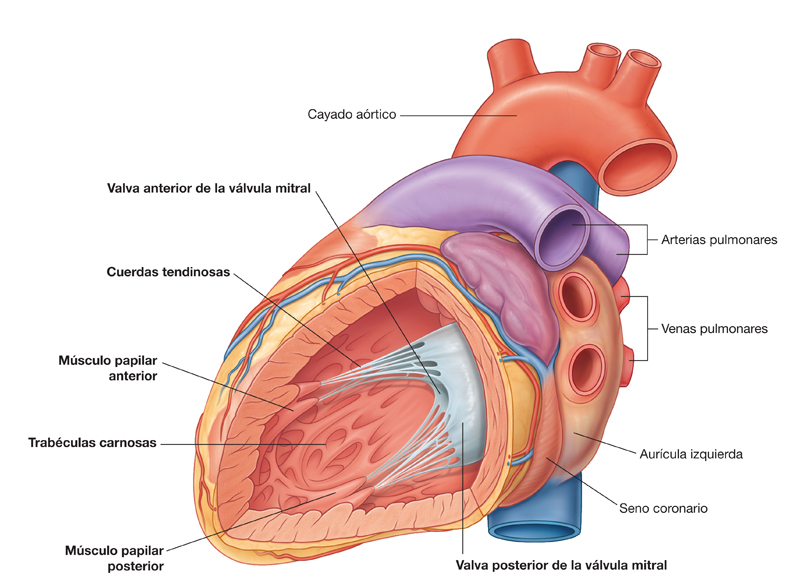 Cayado aórtico
Valva anterior de la válvula mitral
Arterias pulmonares
Cuerdas tendinosas
Venas pulmonares
Músculo papilar
anterior
Trabéculas carnosas
Aurícula izquierda
Seno coronario
Músculo papilar
posterior
Valva posterior de la válvula mitral